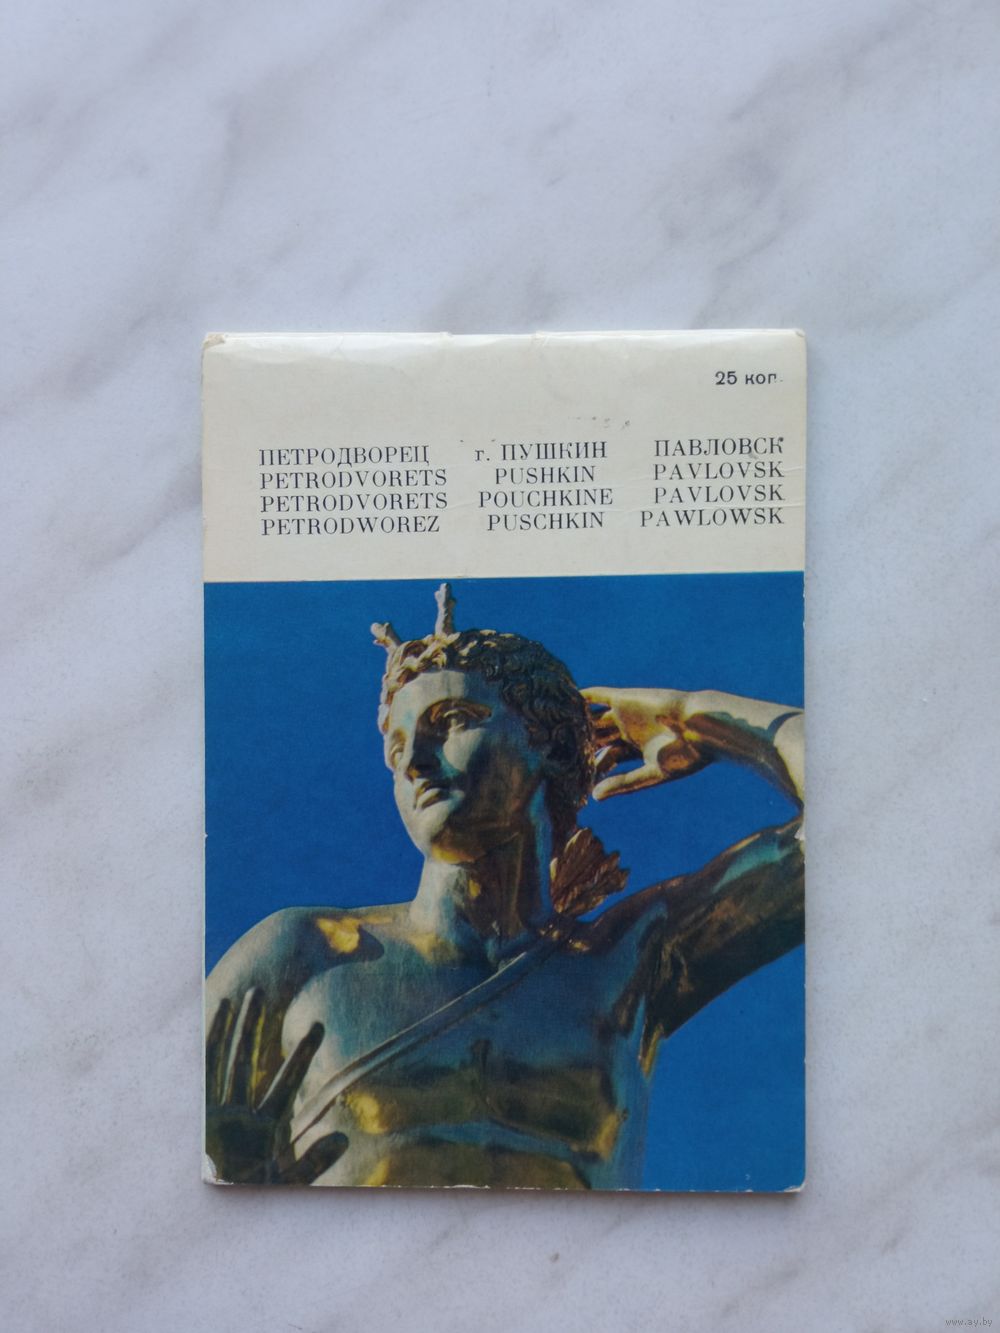 25 коп.
ПЕТРОДВОРЕЦ г. ПУШКИН ПАВЛОВСК
PETRODVORETS PUSHKIN PAVLOVSK
PETRODVORETS POUCHKINE PAVLOVSK
PETRODWOREZ PUSCHKIN PAWLOWSK
www.ay.by